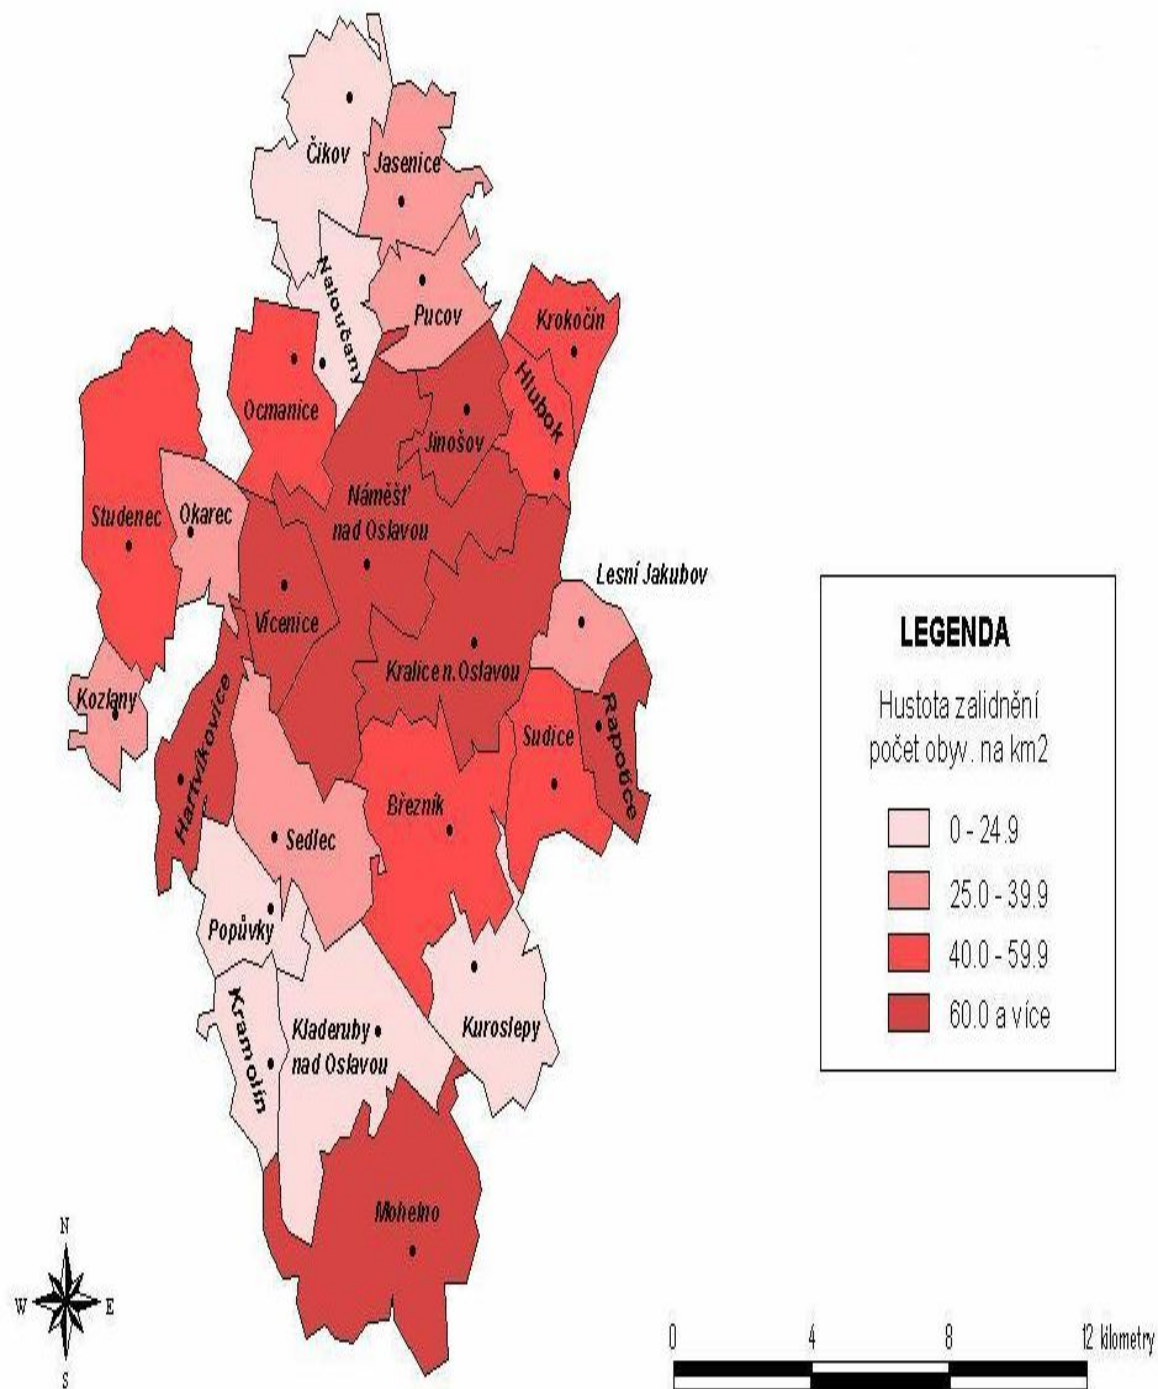 Čikov
Jasenice
Naloučany
Pucov
Krokočín
Hlubok
Ocmanice
Jinošov
Náměšť
nad Oslavou
Studenec
Okarec
Lesní Jakubov
Vícenice
Kralice n. Oslavou
Kozlany
Hartvíkovice
Rapotice
Sudice
Březník
Sedlec
Popůvky
Kramolín
Kladeruby
nad Oslavou
Kuroslepy
Mohelno
LEGENDA
Hustota zalidnění
počet obyv. na km2
0 - 24.9
25.0 - 39.9
40.0 - 59.9
60.0 a více
N
W E
S
0 4 8 12 kilometry